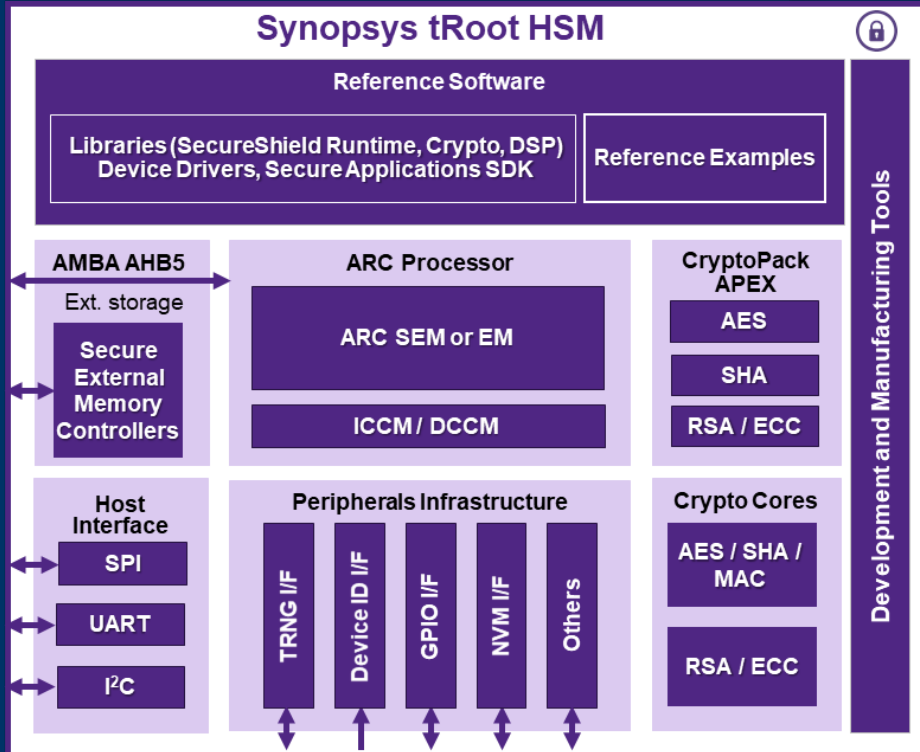 Synopsys tRoot HSM
Reference Software
Libraries (SecureShield Runtime, Crypto, DSP)
Device Drivers, Secure Applications SDK
Reference Examples
AMBA AHB5
Ext. storage
Secure
External
Memory
Controllers
ARC Processor
ARC SEM or EM
ICCM / DCCM
CryptoPack
APEX
AES
SHA
RSA / ECC
Host
Interface
SPI
UART
I²C
Peripherals Infrastructure
TRNG I/F
Device ID I/F
GPIO I/F
NVM I/F
Others
Crypto Cores
AES / SHA /
MAC
RSA / ECC
Development and Manufacturing Tools